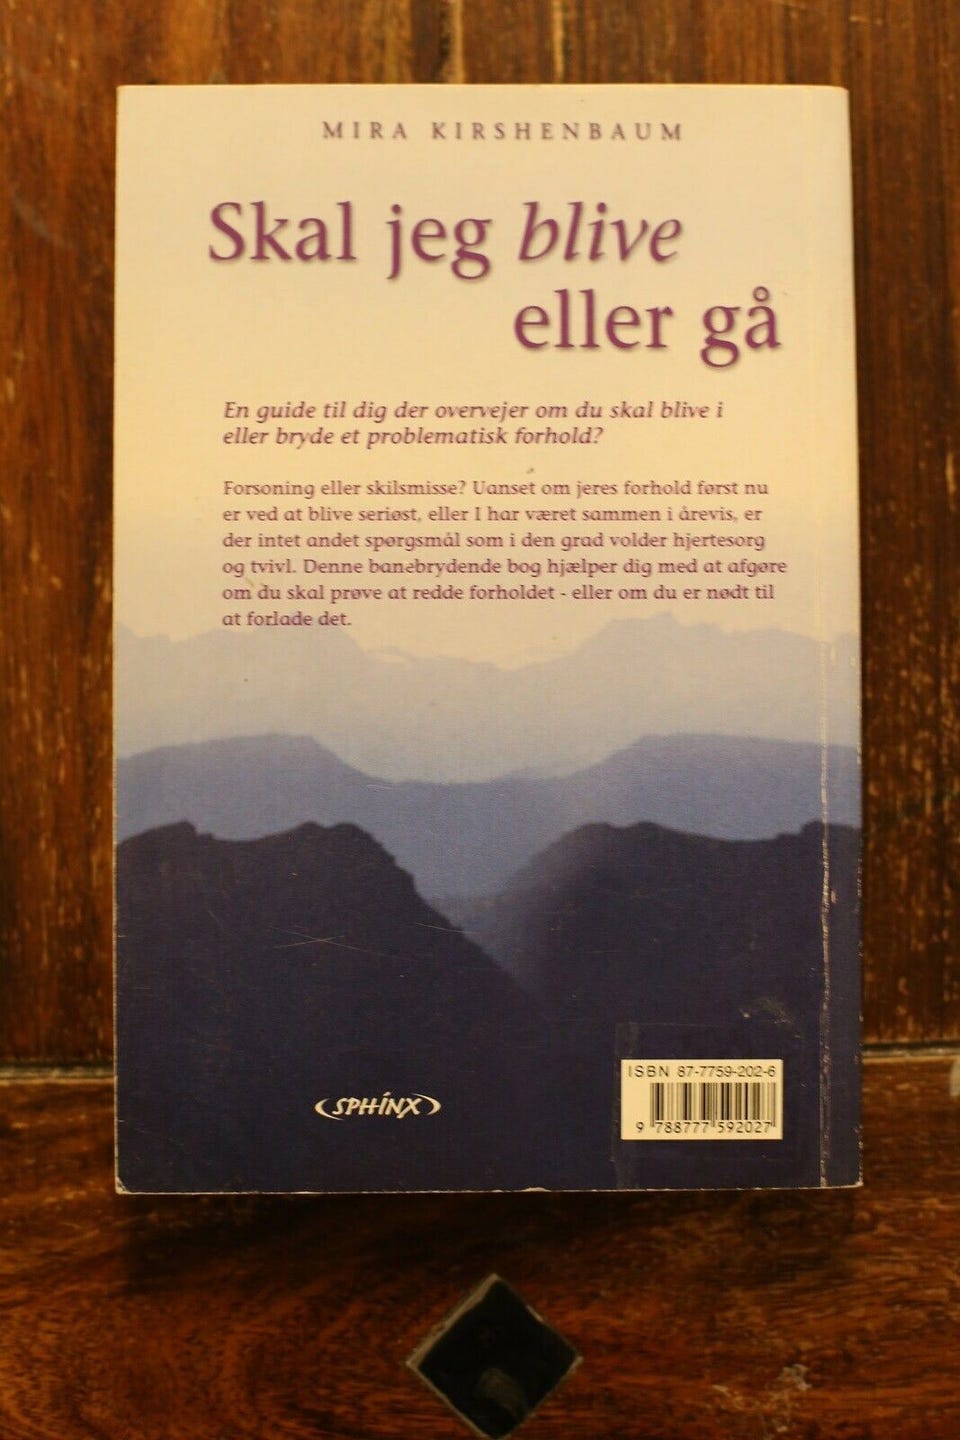 MIRA KIRSHENBAUM
Skal jeg blive
eller gå
En guide til dig der overvejer om du skal blive i
eller bryde et problematisk forhold?
Forsoning eller skilsmisse? Uanset om jeres forhold først nu
er ved at blive seriøst, eller I har været sammen i årevis, er
der intet andet spørgsmål som i den grad volder hjertesorg
og tvivl. Denne banebrydende bog hjælper dig med at afgøre
om du skal prøve at redde forholdet - eller om du er nødt til
at forlade det.
SPHINX
ISBN 87-7759-202-6
9 788777 592027